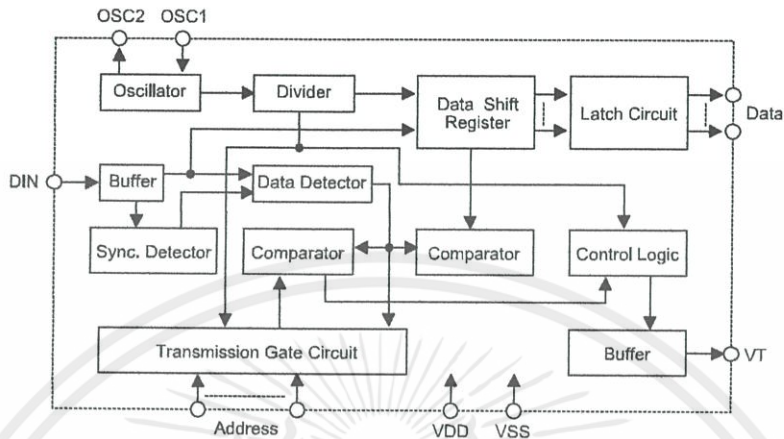 OSC2 OSC1
Oscillator
Divider
Data Shift
Register
Latch Circuit
Data
DIN
Buffer
Data Detector
Sync. Detector
Comparator
Comparator
Control Logic
Transmission Gate Circuit
Buffer
VT
Address
VDD
VSS